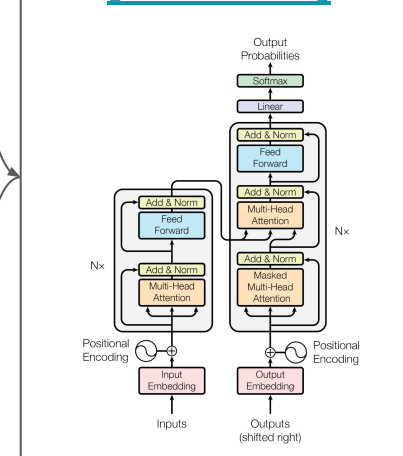 Output
Probabilities
Softmax
Linear
Add & Norm
Feed
Forward
Add & Norm
Multi-Head
Attention
Add & Norm
Masked
Multi-Head
Attention
N×
Add & Norm
Feed
Forward
Add & Norm
Multi-Head
Attention
N×
Positional
Encoding
Positional
Encoding
Input
Embedding
Output
Embedding
Inputs
Outputs
(shifted right)